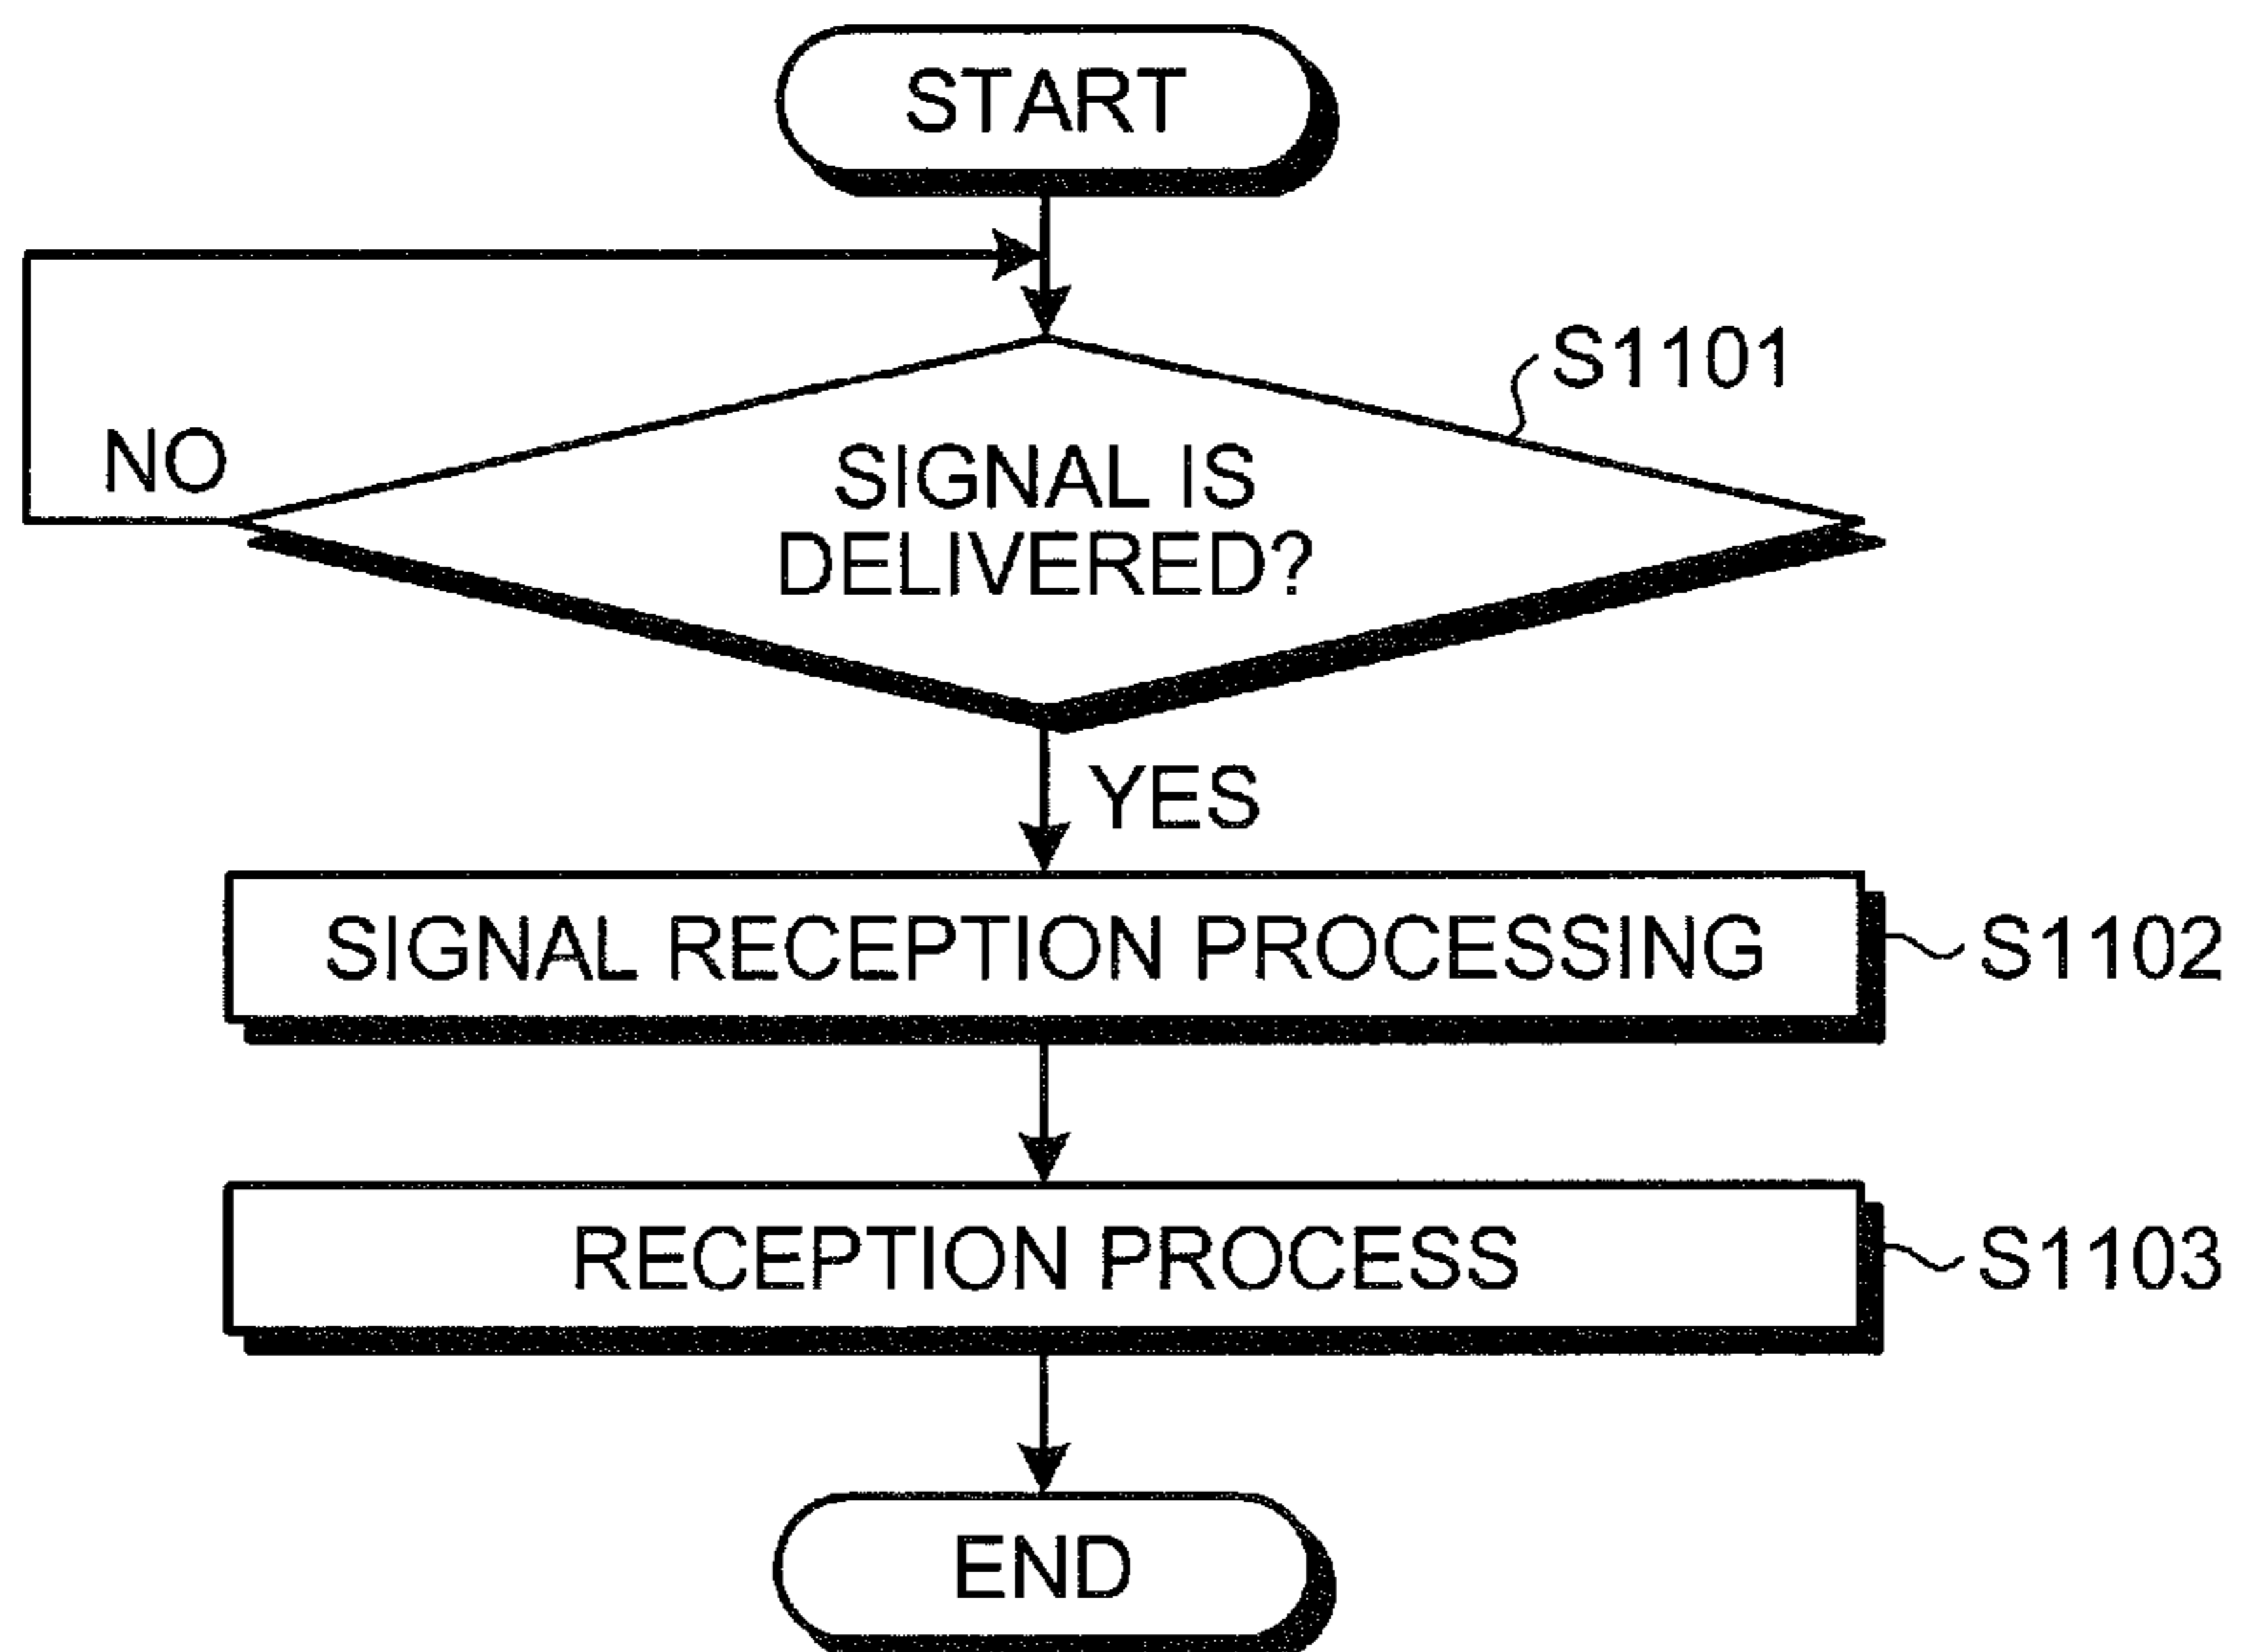 START
S1101
NO
SIGNAL IS
DELIVERED?
YES
SIGNAL RECEPTION PROCESSING
S1102
RECEPTION PROCESS
S1103
END